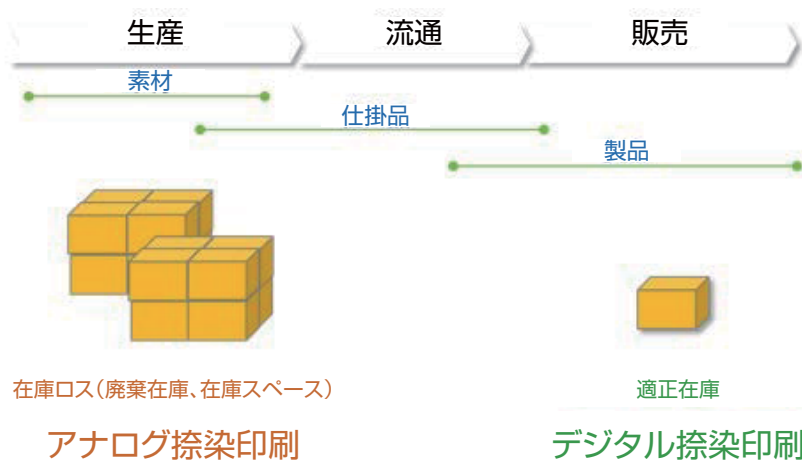 生産 流通 販売
素材
仕掛品
製品
在庫ロス（廃棄在庫、在庫スペース） 適正在庫
アナログ捺染印刷 デジタル捺染印刷